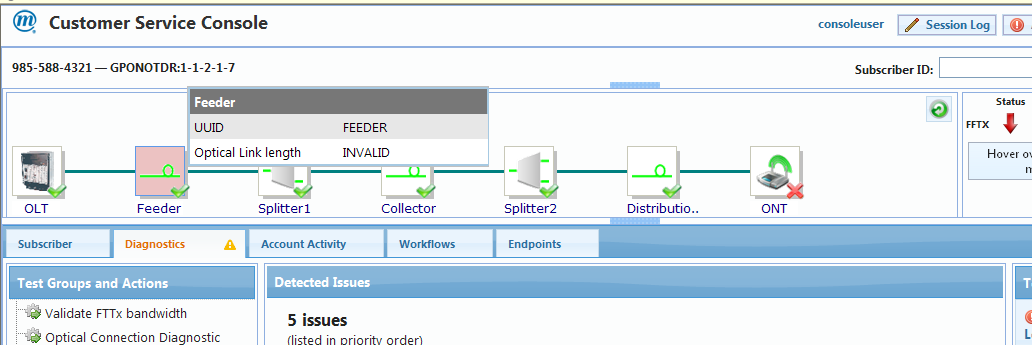 Customer Service Console
consoleuser
Session Log
985-588-4321 — GPONOTDR:1-1-2-1-7
Subscriber ID:
Feeder
UUID FEEDER
Optical Link length INVALID
Status
FFTX
Hover ov
OLT Feeder Splitter1 Collector Splitter2 Distributio.. ONT
Subscriber Diagnostics Account Activity Workflows Endpoints
Test Groups and Actions
Detected Issues
Validate FTTx bandwidth
Optical Connection Diagnostic
5 issues
(listed in priority order)